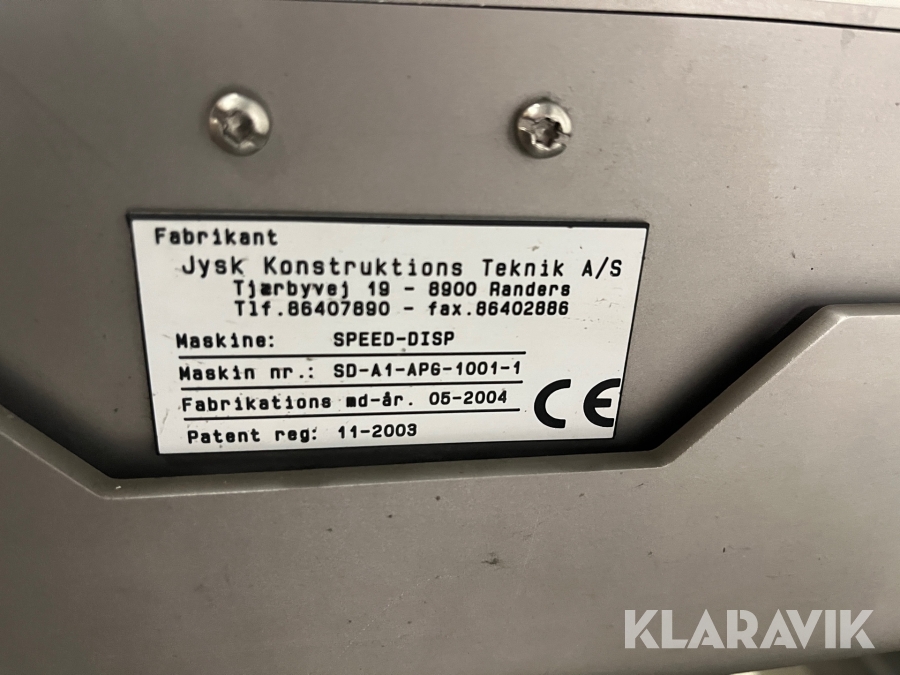 Fabrikant
Jysk Konstruktions Teknik A/S
Tjærbyvej 19 - 8900 Randers
Tlf.86407890 - fax.86402886
Maskine: SPEED-DISP
Maskin nr.: SD-A1-APG-1001-1
Fabrikations md-år. 05-2004
Patent reg: 11-2003
CE
KLARAVIK